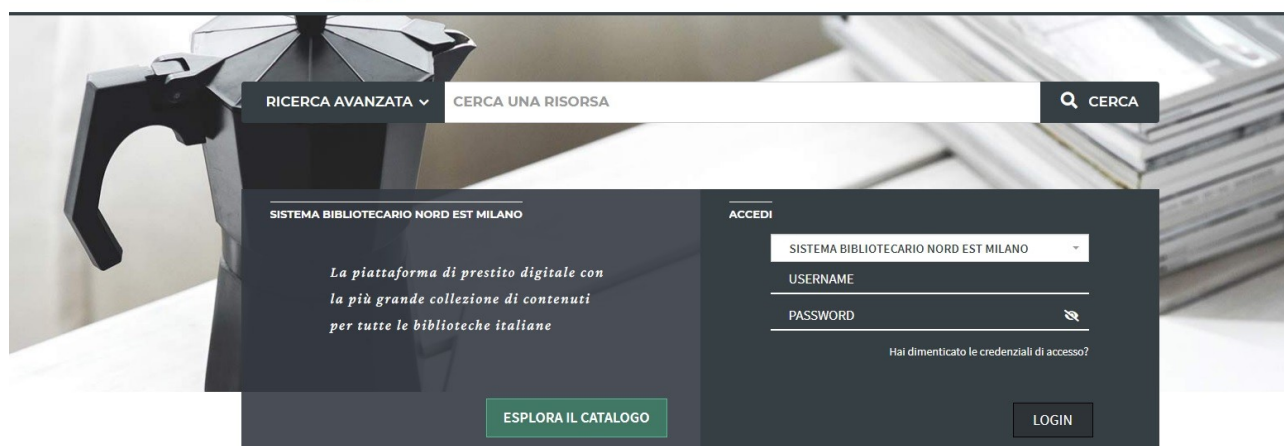 RICERCA AVANZATA
CERCA UNA RISORSA
CERCA
SISTEMA BIBLIOTECARIO NORD EST MILANO
La piattaforma di prestito digitale con
la più grande collezione di contenuti
per tutte le biblioteche italiane
ESPLORA IL CATALOGO
ACCEDI
SISTEMA BIBLIOTECARIO NORD EST MILANO
USERNAME
PASSWORD
Hai dimenticato le credenziali di accesso?
LOGIN